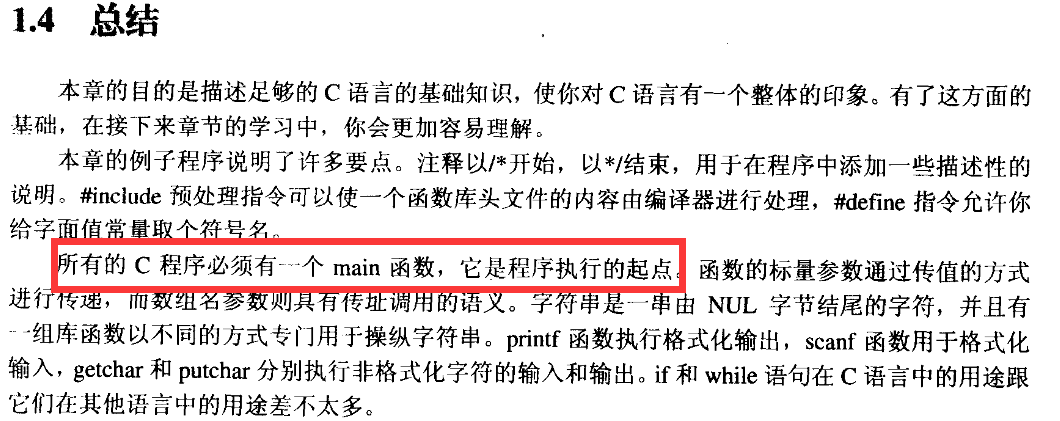 1.4 总结
本章的目的是描述足够的 C 语言的基础知识，使你对 C 语言有一个整体的印象。有了这方面的
基础，在接下来章节的学习中，你会更加容易理解。
本章的例子程序说明了许多要点。注释以/*开始，以*/结束，用于在程序中添加一些描述性的
说明。#include 预处理指令可以使一个函数库头文件的内容由编译器进行处理，#define 指令允许你
给字面值常量取个符号名。
所有的 C 程序必须有一个 main 函数，它是程序执行的起点。函数的标量参数通过传值的方式
进行传递，而数组名参数则具有传址调用的语义。字符串是一串由 NUL 字节结尾的字符，并且有
一组库函数以不同的方式专门用于操纵字符串。printf 函数执行格式化输出，scanf 函数用于格式化
输入，getchar 和 putchar 分别执行非格式化字符的输入和输出。if 和 while 语句在 C 语言中的用途跟
它们在其他语言中的用途差不太多。